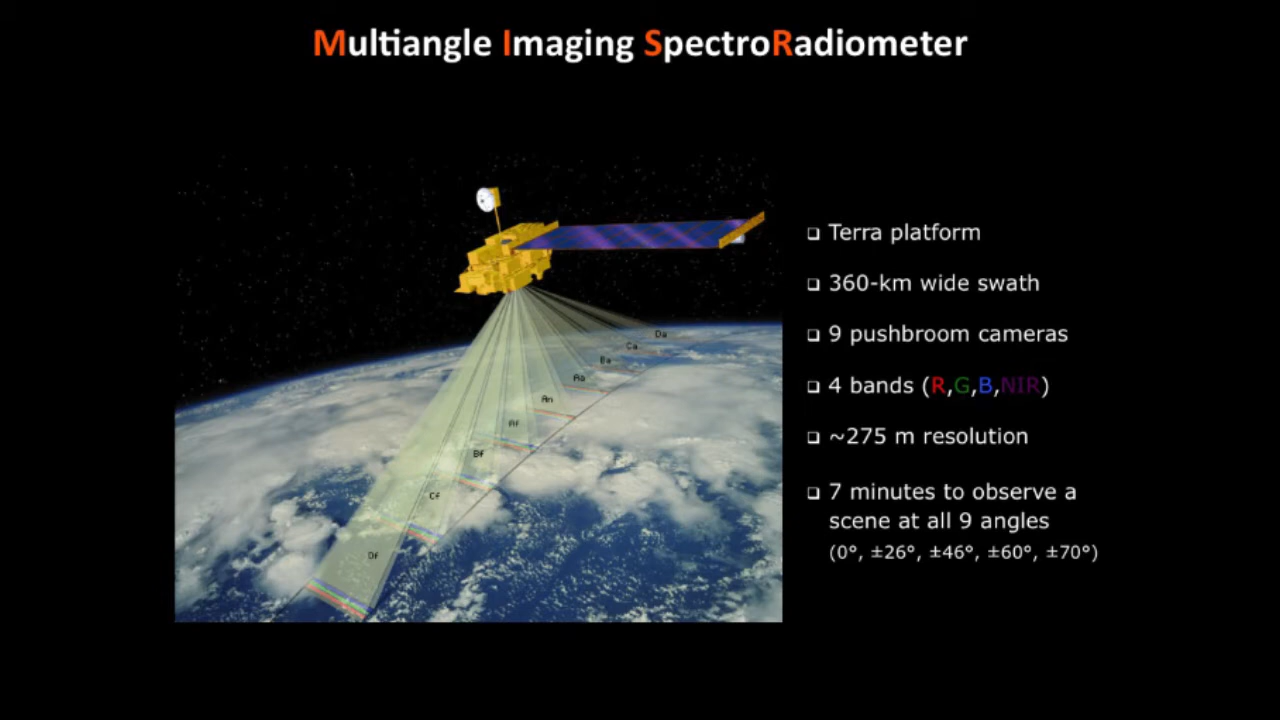 Multiangle Imaging SpectroRadiometer
Da
Ca
Ba
Aa
An
Af
Bf
Cf
Df
❑ Terra platform
❑ 360-km wide swath
❑ 9 pushbroom cameras
❑ 4 bands (R,G,B,NIR)
❑ ~275 m resolution
❑ 7 minutes to observe a
scene at all 9 angles
(0°, ±26°, ±46°, ±60°, ±70°)